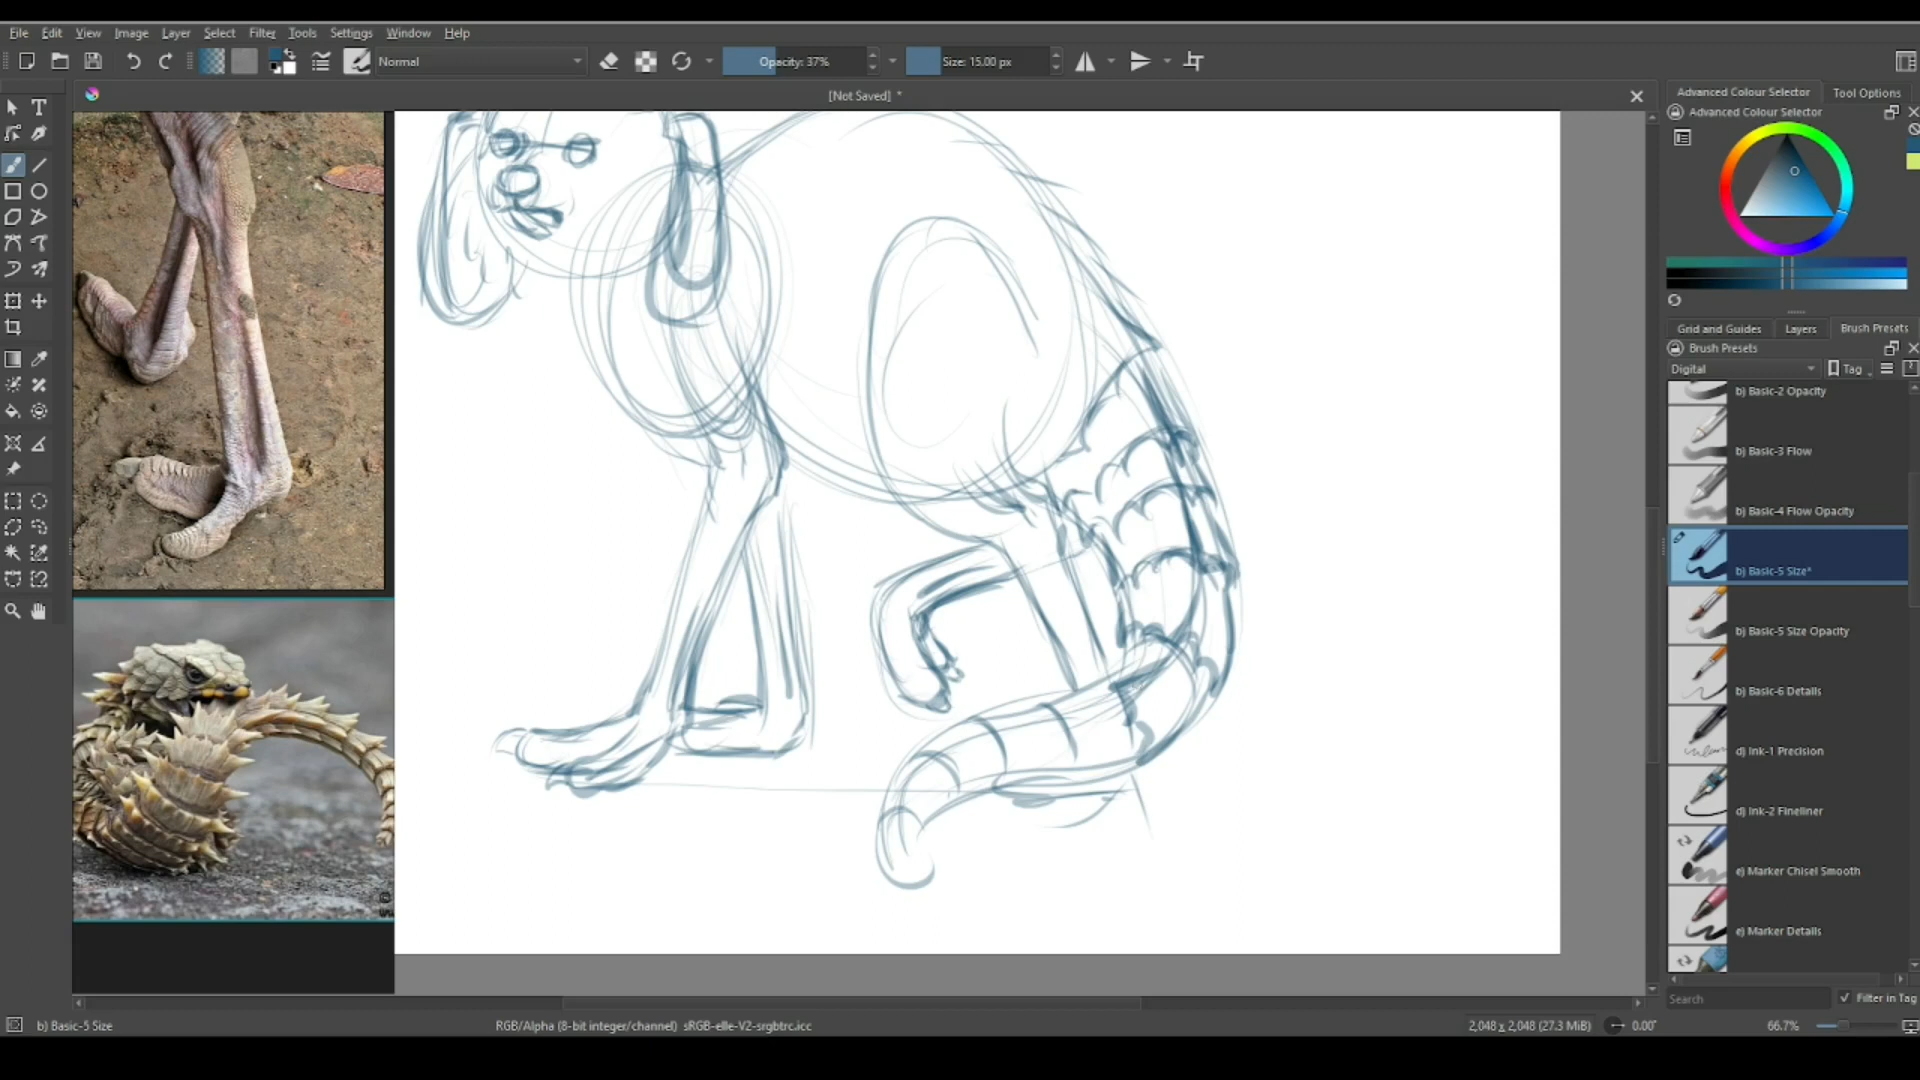 File Edit View Image Layer Select Filter Tools Settings Window Help
Normal
Opacity: 37%
Size: 15.00 px
[Not Saved] *
Advanced Colour Selector
Tool Options
Advanced Colour Selector
Grid and Guides
Layers
Brush Presets
Brush Presets
Digital
Tag
b) Basic-2 Opacity
b) Basic-3 Flow
b) Basic-4 Flow Opacity
b) Basic-5 Size*
b) Basic-5 Size Opacity
b) Basic-6 Details
d) Ink-1 Precision
d) Ink-2 Fineliner
e) Marker Chisel Smooth
e) Marker Details
Search
Filter in Tag
b) Basic-5 Size
RGB/Alpha (8-bit integer/channel) sRGB-elle-V2-srgbtrc.icc
2,048 x 2,048 (27.3 MiB)
0.00°
66.7%